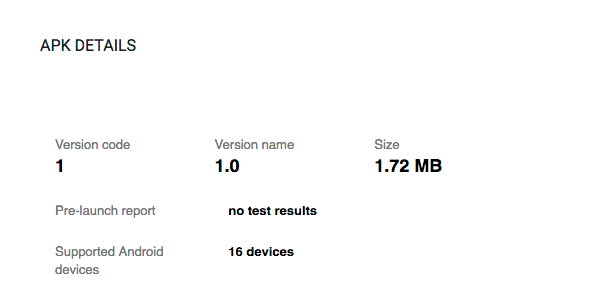 APK DETAILS
Version code Version name Size
1 1.0 1.72 MB
Pre-launch report no test results
Supported Android 16 devices
devices